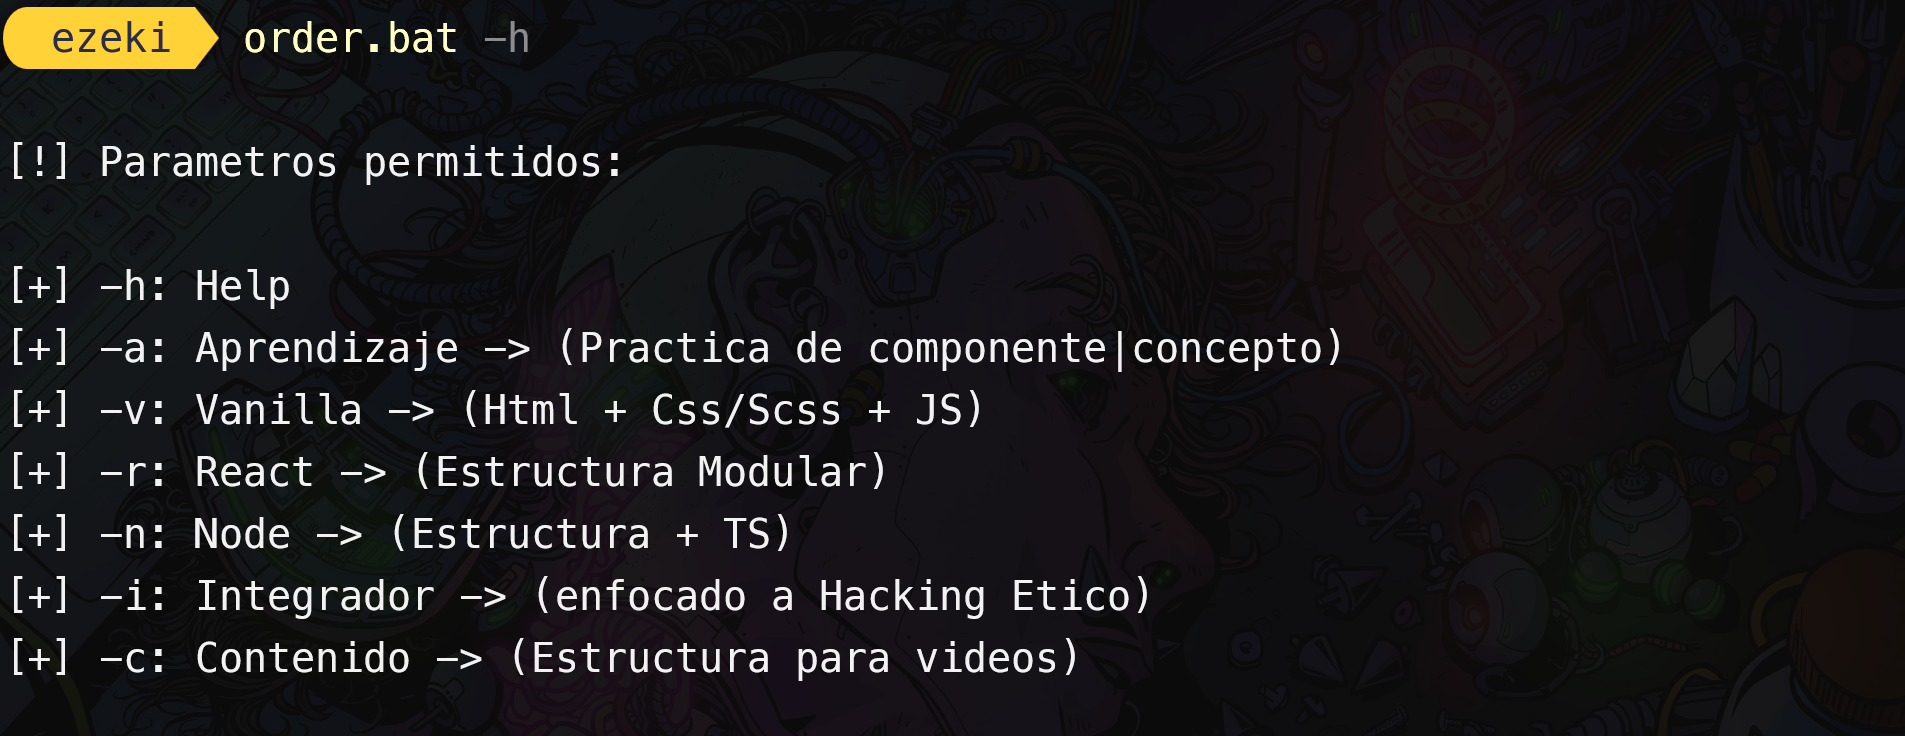 ezeki order.bat -h
[!] Parametros permitidos:
[+] -h: Help
[+] -a: Aprendizaje -> (Practica de componente|concepto)
[+] -v: Vanilla -> (Html + Css/Scss + JS)
[+] -r: React -> (Estructura Modular)
[+] -n: Node -> (Estructura + TS)
[+] -i: Integrador -> (enfocado a Hacking Etico)
[+] -c: Contenido -> (Estructura para videos)